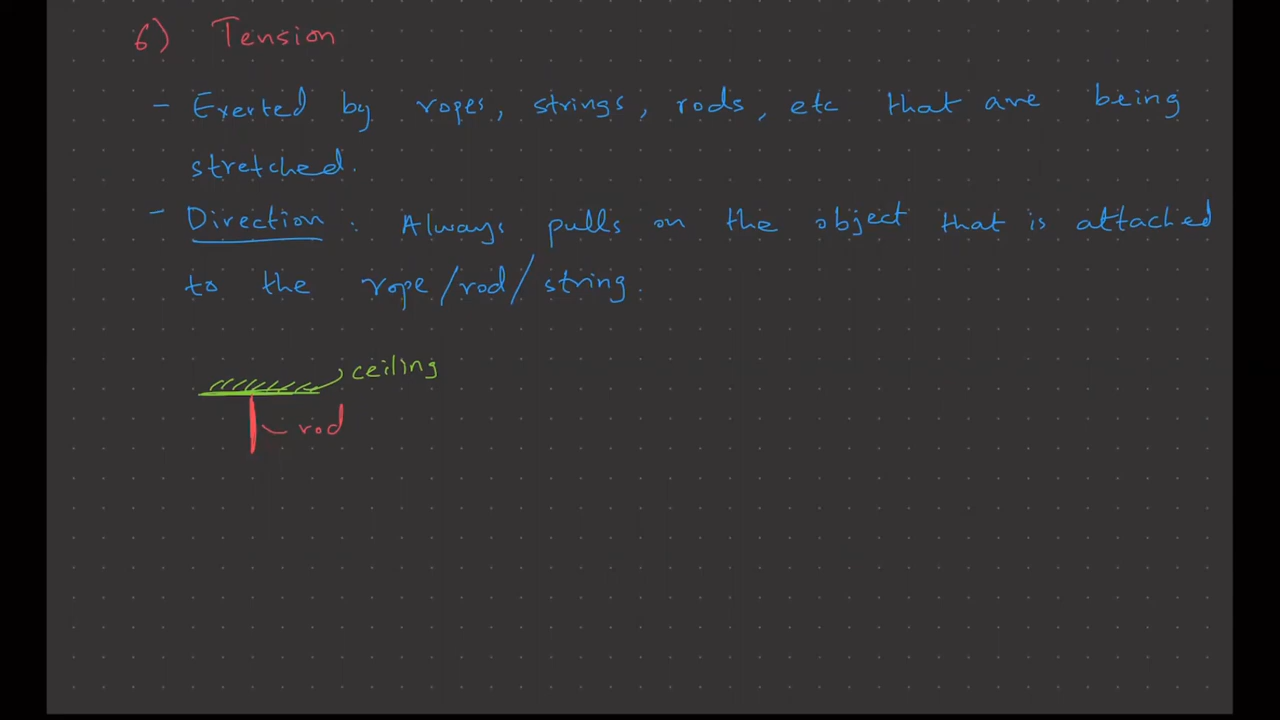 6) Tension
- Exerted by ropes, strings, rods, etc that are being
stretched.
- Direction : Always pulls on the object that is attached
to the rope/rod/string.
ceiling
rod